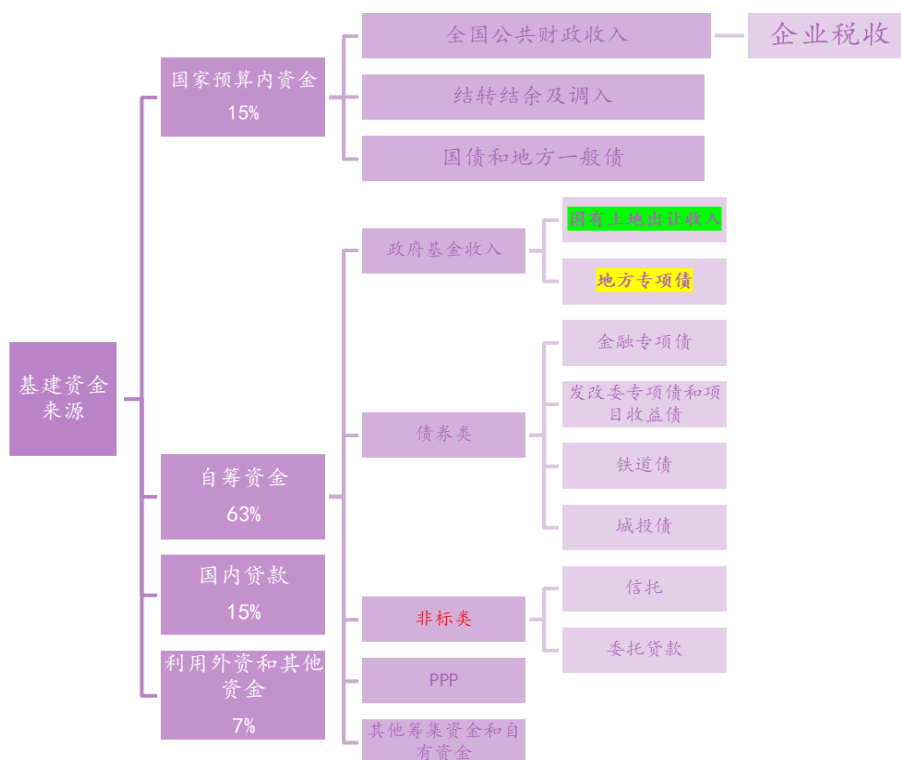 基建资金
来源
国家预算内资金
15%
全国公共财政收入
企业税收
结转结余及调入
国债和地方一般债
自筹资金
63%
政府基金收入
国有土地出让收入
地方专项债
债券类
金融专项债
发改委专项债和项
目收益债
铁道债
城投债
非标类
信托
委托贷款
PPP
其他筹集资金和自
有资金
国内贷款
15%
利用外资和其他
资金
7%